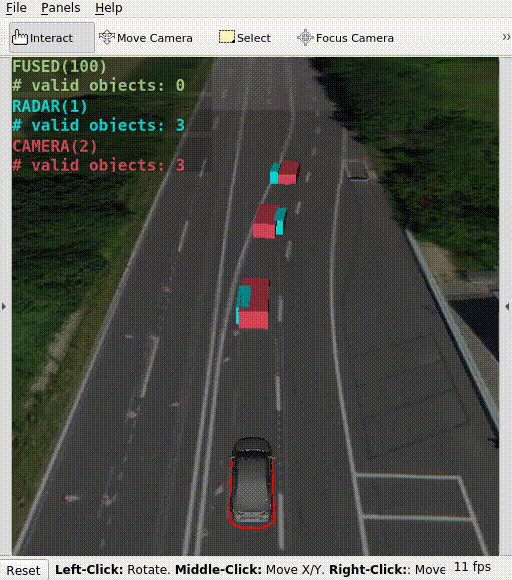 File Panels Help
Interact Move Camera Select Focus Camera »
FUSED(100)
# valid objects: 0
RADAR(1)
# valid objects: 3
CAMERA(2)
# valid objects: 3
Reset Left-Click: Rotate. Middle-Click: Move X/Y. Right-Click:: Move 11 fps